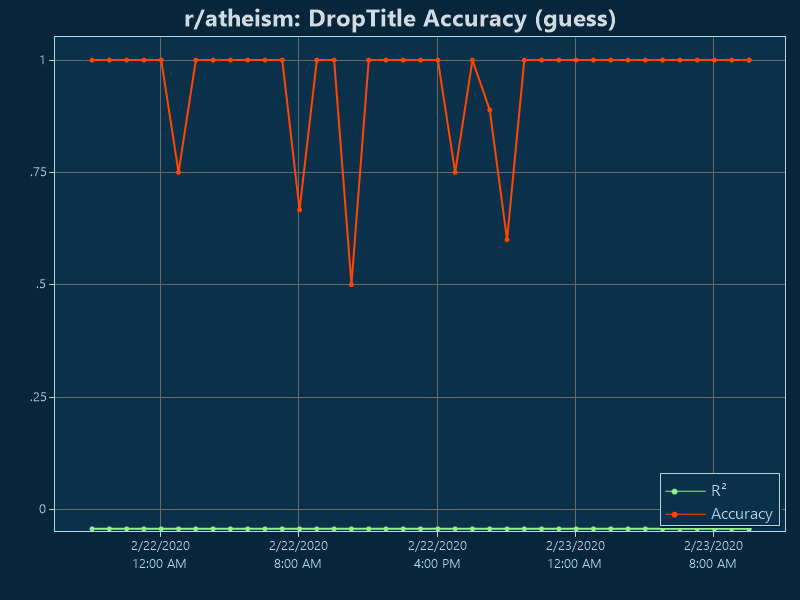 r/atheism: DropTitle Accuracy (guess)
1
.75
.5
.25
0
R²
Accuracy
2/22/2020 2/22/2020 2/22/2020 2/23/2020 2/23/2020
12:00 AM 8:00 AM 4:00 PM 12:00 AM 8:00 AM